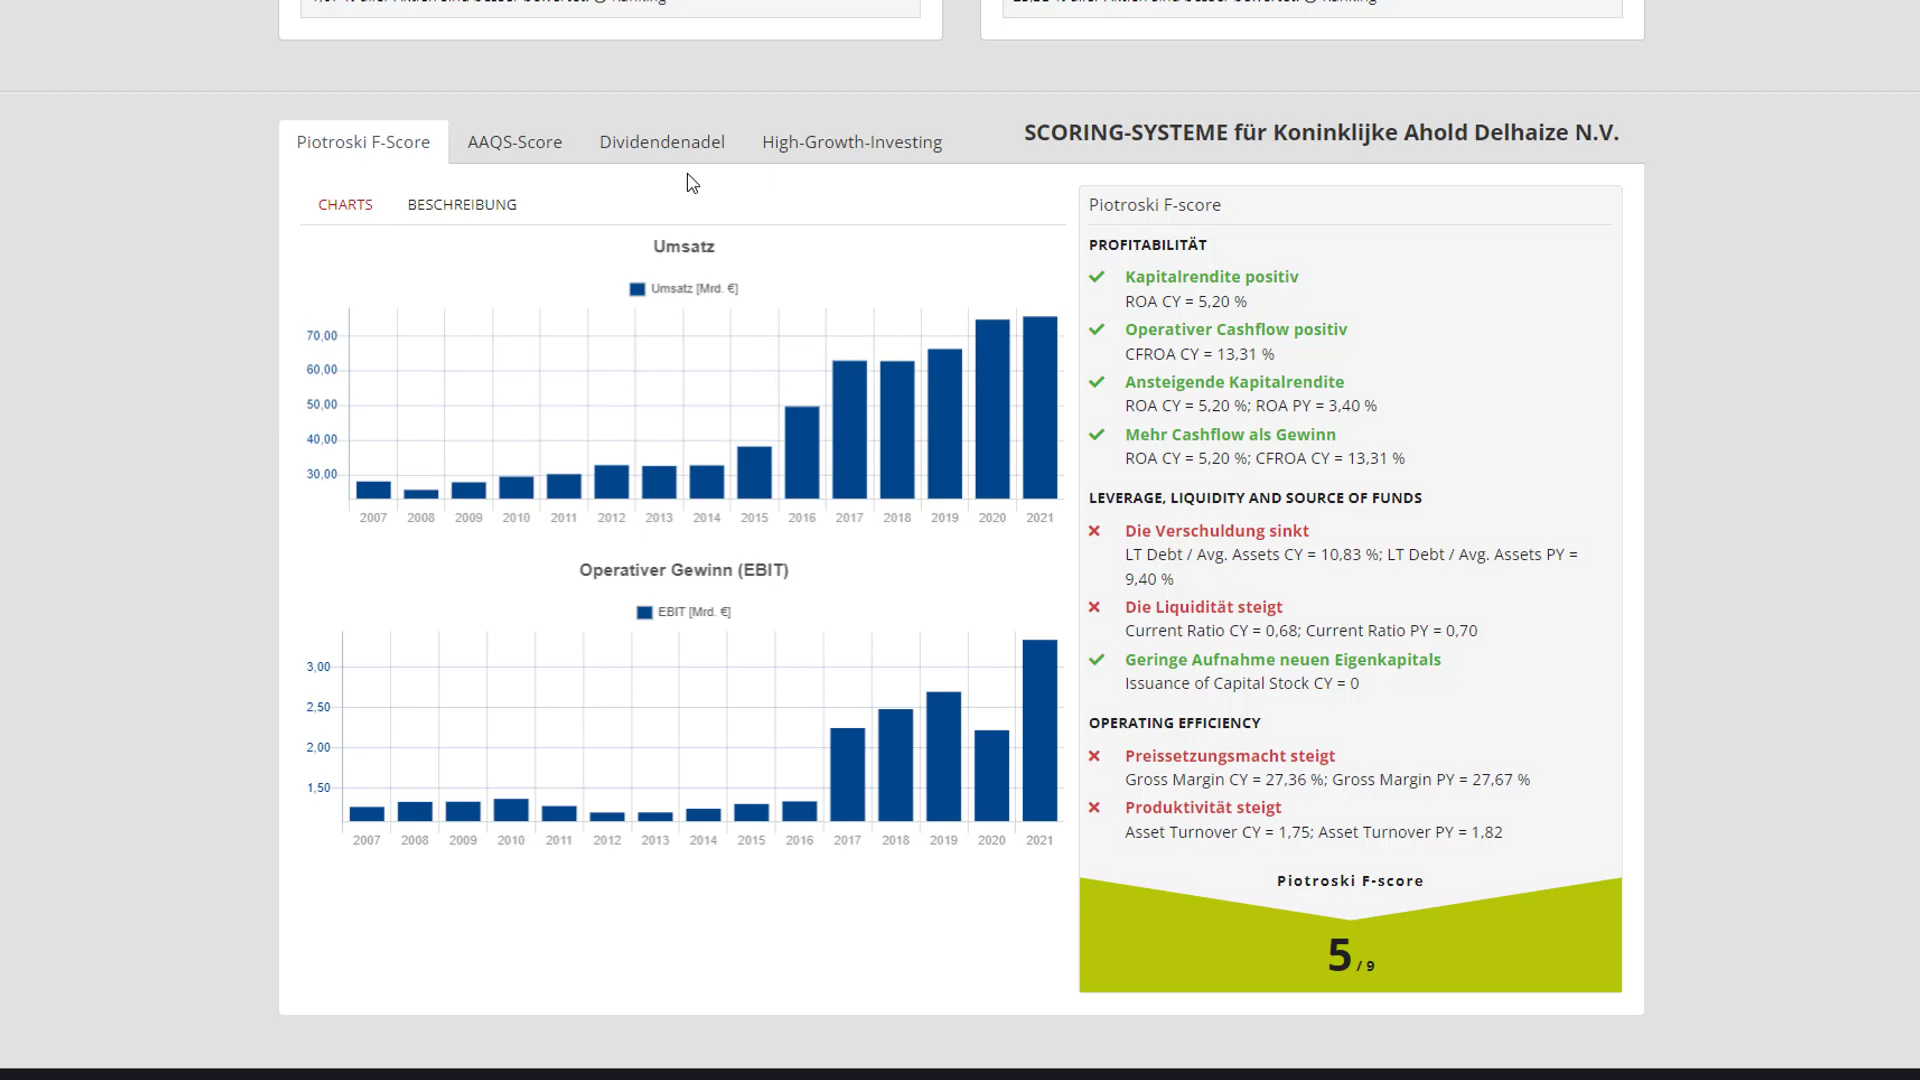 Piotroski F-Score
AAQS-Score
Dividendenadel
High-Growth-Investing
SCORING-SYSTEME für Koninklijke Ahold Delhaize N.V.
CHARTS
BESCHREIBUNG
Umsatz
Umsatz [Mrd. €]
70,00
60,00
50,00
40,00
30,00
2007 2008 2009 2010 2011 2012 2013 2014 2015 2016 2017 2018 2019 2020 2021
Operativer Gewinn (EBIT)
EBIT [Mrd. €]
3,00
2,50
2,00
1,50
2007 2008 2009 2010 2011 2012 2013 2014 2015 2016 2017 2018 2019 2020 2021
Piotroski F-score
PROFITABILITÄT
Kapitalrendite positiv
ROA CY = 5,20 %
Operativer Cashflow positiv
CFROA CY = 13,31 %
Ansteigende Kapitalrendite
ROA CY = 5,20 %; ROA PY = 3,40 %
Mehr Cashflow als Gewinn
ROA CY = 5,20 %; CFROA CY = 13,31 %
LEVERAGE, LIQUIDITY AND SOURCE OF FUNDS
Die Verschuldung sinkt
LT Debt / Avg. Assets CY = 10,83 %; LT Debt / Avg. Assets PY =
9,40 %
Die Liquidität steigt
Current Ratio CY = 0,68; Current Ratio PY = 0,70
Geringe Aufnahme neuen Eigenkapitals
Issuance of Capital Stock CY = 0
OPERATING EFFICIENCY
Preissetzungsmacht steigt
Gross Margin CY = 27,36 %; Gross Margin PY = 27,67 %
Produktivität steigt
Asset Turnover CY = 1,75; Asset Turnover PY = 1,82
Piotroski F-score
5 / 9